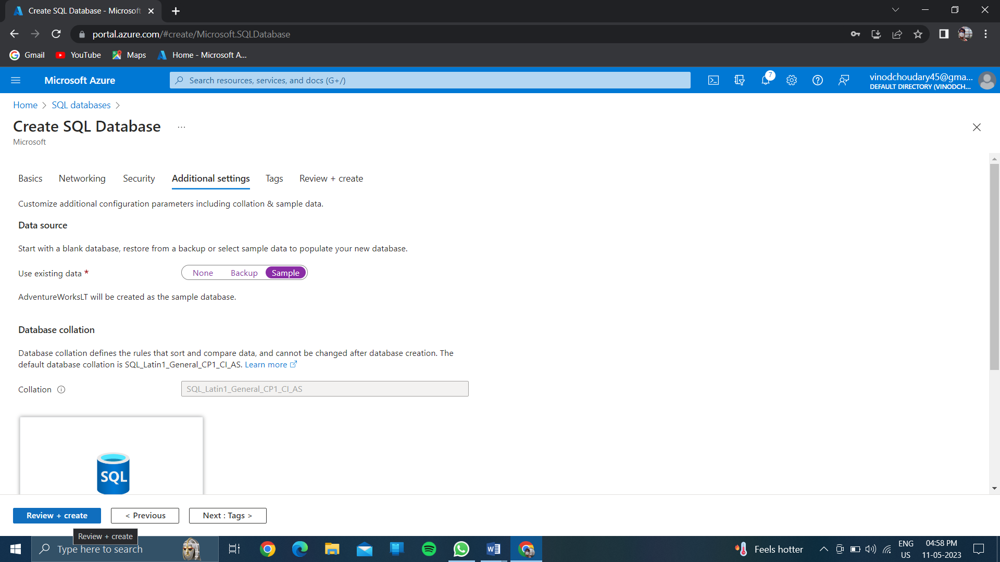 Create SQL Database - Microsoft
portal.azure.com/#create/Microsoft.SQLDatabase
Gmail
YouTube
Maps
Home - Microsoft A...
Microsoft Azure
Search resources, services, and docs (G+/)
7
vinodchoudary45@gma...
DEFAULT DIRECTORY (VINODCH...
Home > SQL databases >
Create SQL Database ...
Microsoft
Basics Networking Security Additional settings Tags Review + create
Customize additional configuration parameters including collation & sample data.
Data source
Start with a blank database, restore from a backup or select sample data to populate your new database.
Use existing data * None Backup Sample
AdventureWorksLT will be created as the sample database.
Database collation
Database collation defines the rules that sort and compare data, and cannot be changed after database creation. The
default database collation is SQL_Latin1_General_CP1_CI_AS. Learn more
Collation SQL_Latin1_General_CP1_CI_AS
SQL
Review + create < Previous Next : Tags >
Review + create
Type here to search
Feels hotter
ENG
US
04:58 PM
11-05-2023